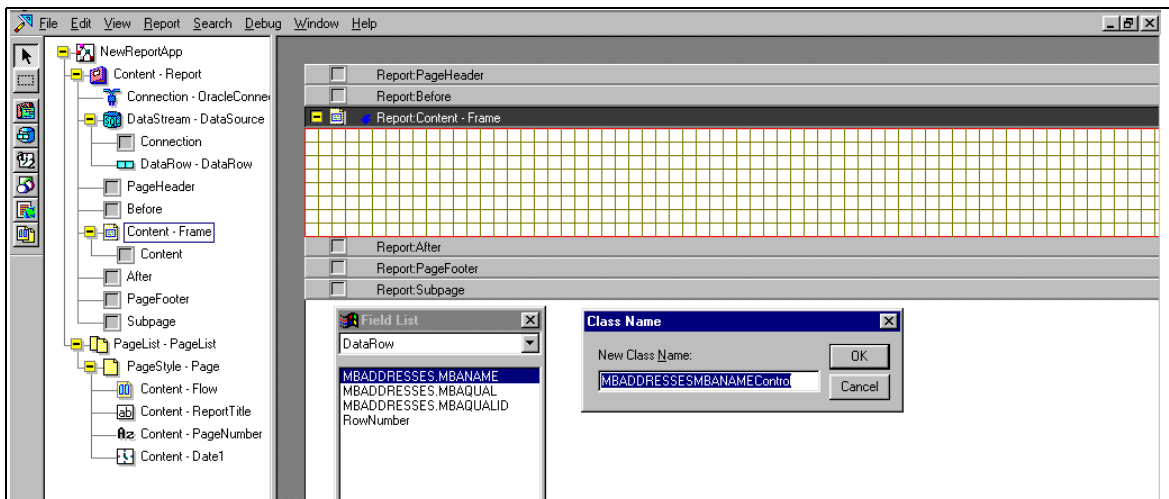 File Edit View Report Search Debug Window Help
NewReportApp
Content - Report
Connection - OracleConne
DataStream - DataSource
Connection
DataRow - DataRow
PageHeader
Before
Content - Frame
Content
After
PageFooter
Subpage
PageList - PageList
PageStyle - Page
Content - Flow
ab Content - ReportTitle
Az Content - PageNumber
Content - Date1
Report:PageHeader
Report:Before
Report:Content - Frame
Report:After
Report:PageFooter
Report:Subpage
Field List
DataRow
MBADDRESSES.MBANAME
MBADDRESSES.MBAQUAL
MBADDRESSES.MBAQUALID
RowNumber
Class Name
New Class Name:
MBADDRESSESMBANAMEControl
OK
Cancel